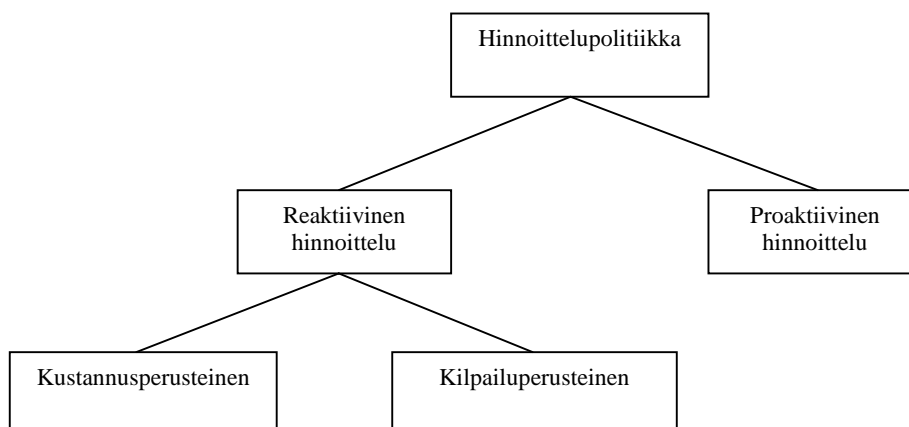 Hinnoittelupolitiikka
Reaktiivinen
hinnoittelu
Proaktiivinen
hinnoittelu
Kustannusperusteinen
Kilpailuperusteinen